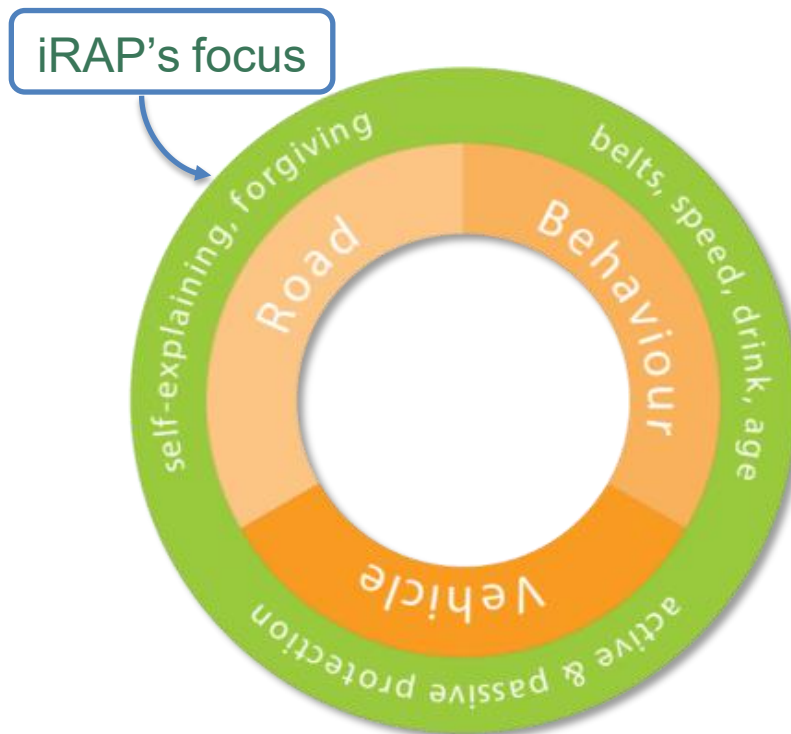 iRAP’s focus
self-explaining, forgiving
belts, speed, drink, age
Road
Behaviour
Vehicle
active & passive protection